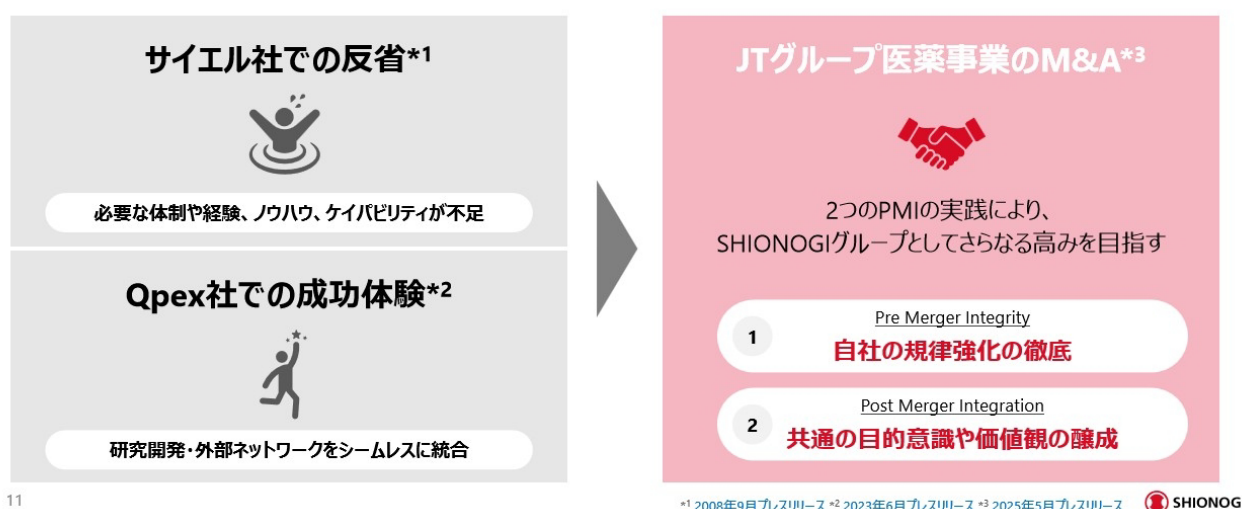 サイエル社での反省*1
必要な体制や経験、ノウハウ、ケイパビリティが不足
Qpex社での成功体験*2
研究開発・外部ネットワークをシームレスに統合
JTグループ医薬事業のM&A*3
2つのPMIの実践により、
SHIONOGIグループとしてさらなる高みを目指す
1
Pre Merger Integrity
自社の規律強化の徹底
2
Post Merger Integration
共通の目的意識や価値観の醸成
11
*1 2008年9月プレスリリース *2 2023年6月プレスリリース *3 2025年5月プレスリリース
SHIONOG